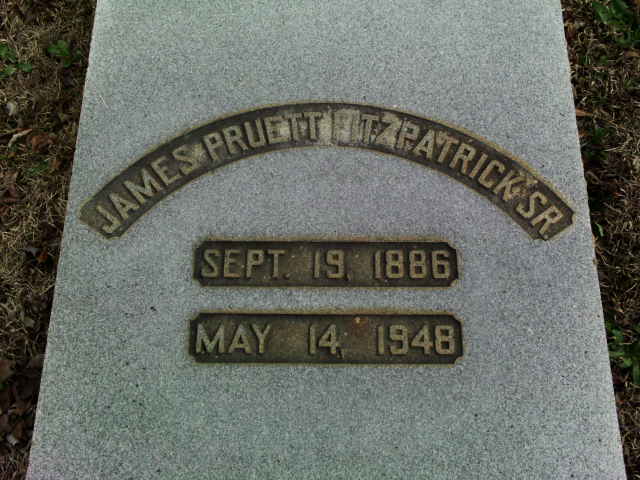 JAMES PRUETT FITZPATRICK SR.
SEPT. 19, 1886
MAY 14, 1948